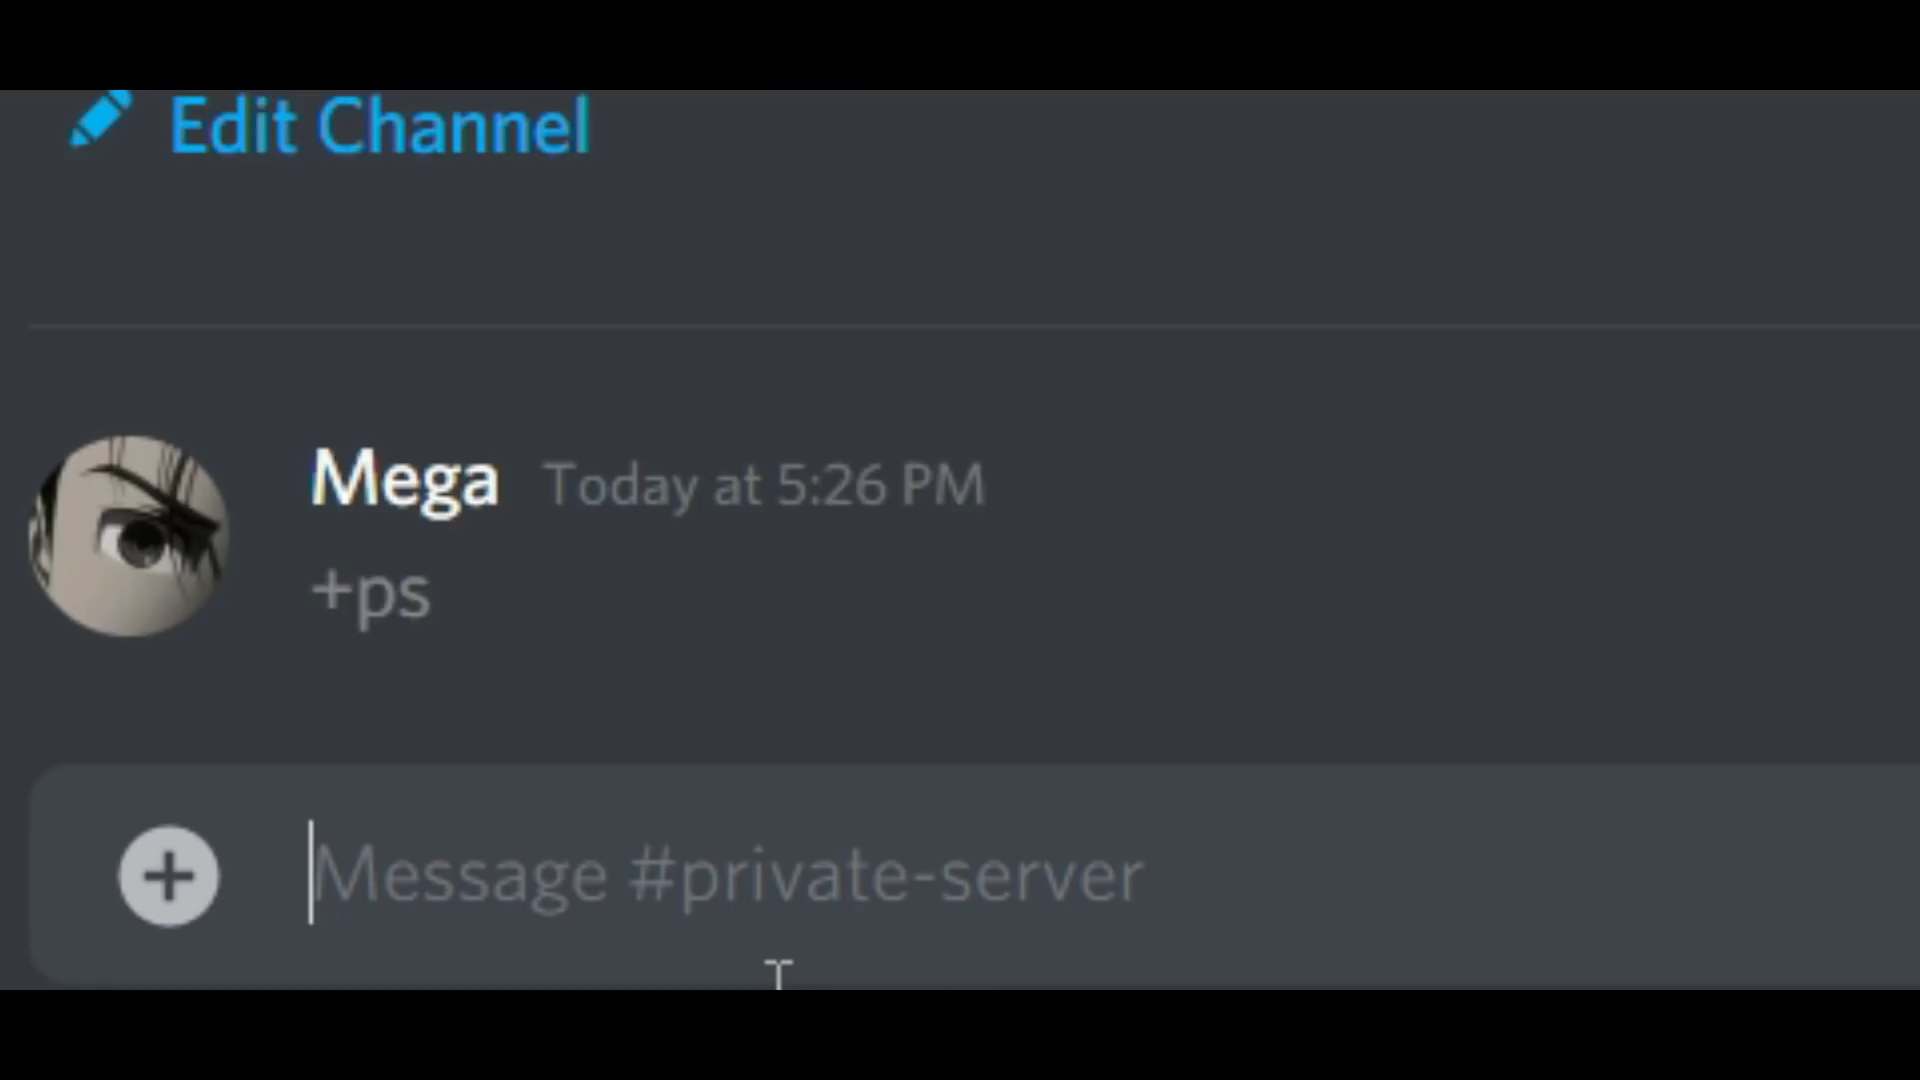 Edit Channel
Mega Today at 5:26 PM
+ps
Message #private-server